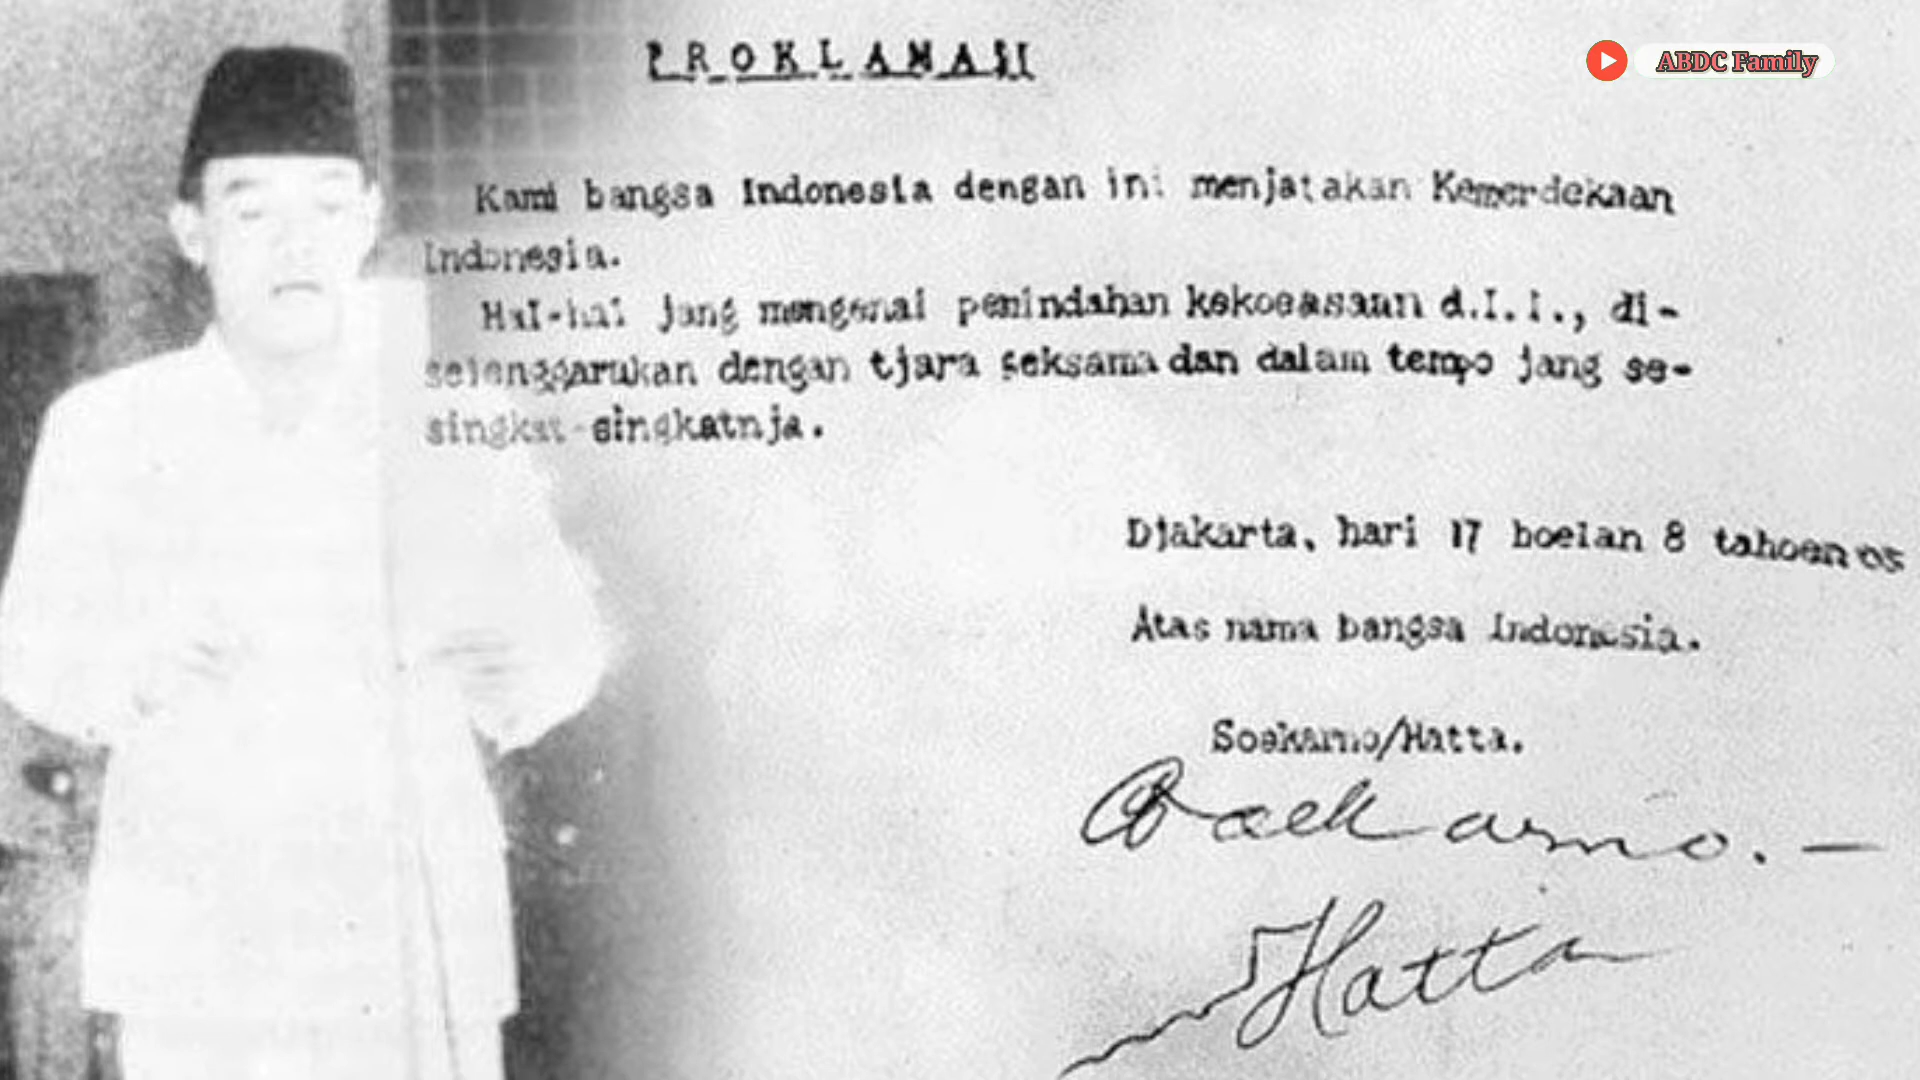 PROKLAMASI
ABDC Family
Kami bangsa Indonesia dengan ini menjatakan Kemerdekaan
Indonesia.
Hal-hal jang mengenai pemindahan kekoeasaan d.l.l., di-
selenggarakan dengan tjara seksama dan dalam tempo jang se-
singkat-singkatnja.
Djakarta, hari 17 boelan 8 tahoen 05
Atas nama bangsa Indonesia.
Soekarno/Hatta.
Soekarno.-
Hatta